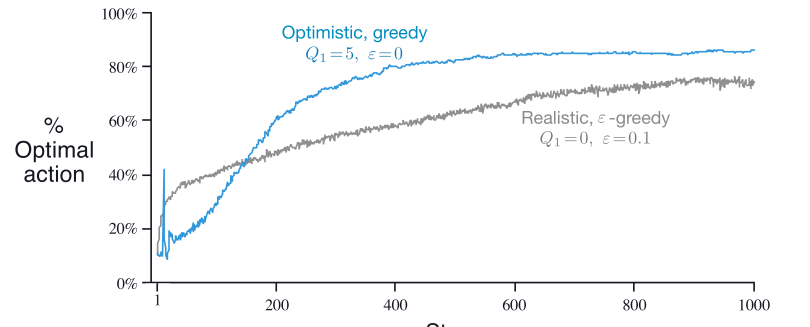 100%
Optimistic, greedy
Q₁=5, ε=0
80%
%
Optimal
action
60%
Realistic, ε-greedy
Q₁=0, ε=0.1
40%
20%
0%
1 200 400 600 800 1000